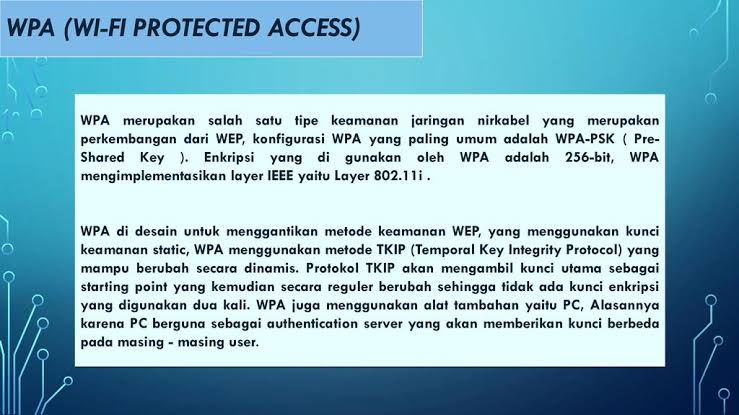 WPA (WI-FI PROTECTED ACCESS)
WPA merupakan salah satu tipe keamanan jaringan nirkabel yang merupakan
perkembangan dari WEP, konfigurasi WPA yang paling umum adalah WPA-PSK ( Pre-
Shared Key ). Enkripsi yang di gunakan oleh WPA adalah 256-bit, WPA
mengimplementasikan layer IEEE yaitu Layer 802.11i .
WPA di desain untuk menggantikan metode keamanan WEP, yang menggunakan kunci
keamanan static, WPA menggunakan metode TKIP (Temporal Key Integrity Protocol) yang
mampu berubah secara dinamis. Protokol TKIP akan mengambil kunci utama sebagai
starting point yang kemudian secara reguler berubah sehingga tidak ada kunci enkripsi
yang digunakan dua kali. WPA juga menggunakan alat tambahan yaitu PC, Alasannya
karena PC berguna sebagai authentication server yang akan memberikan kunci berbeda
pada masing - masing user.